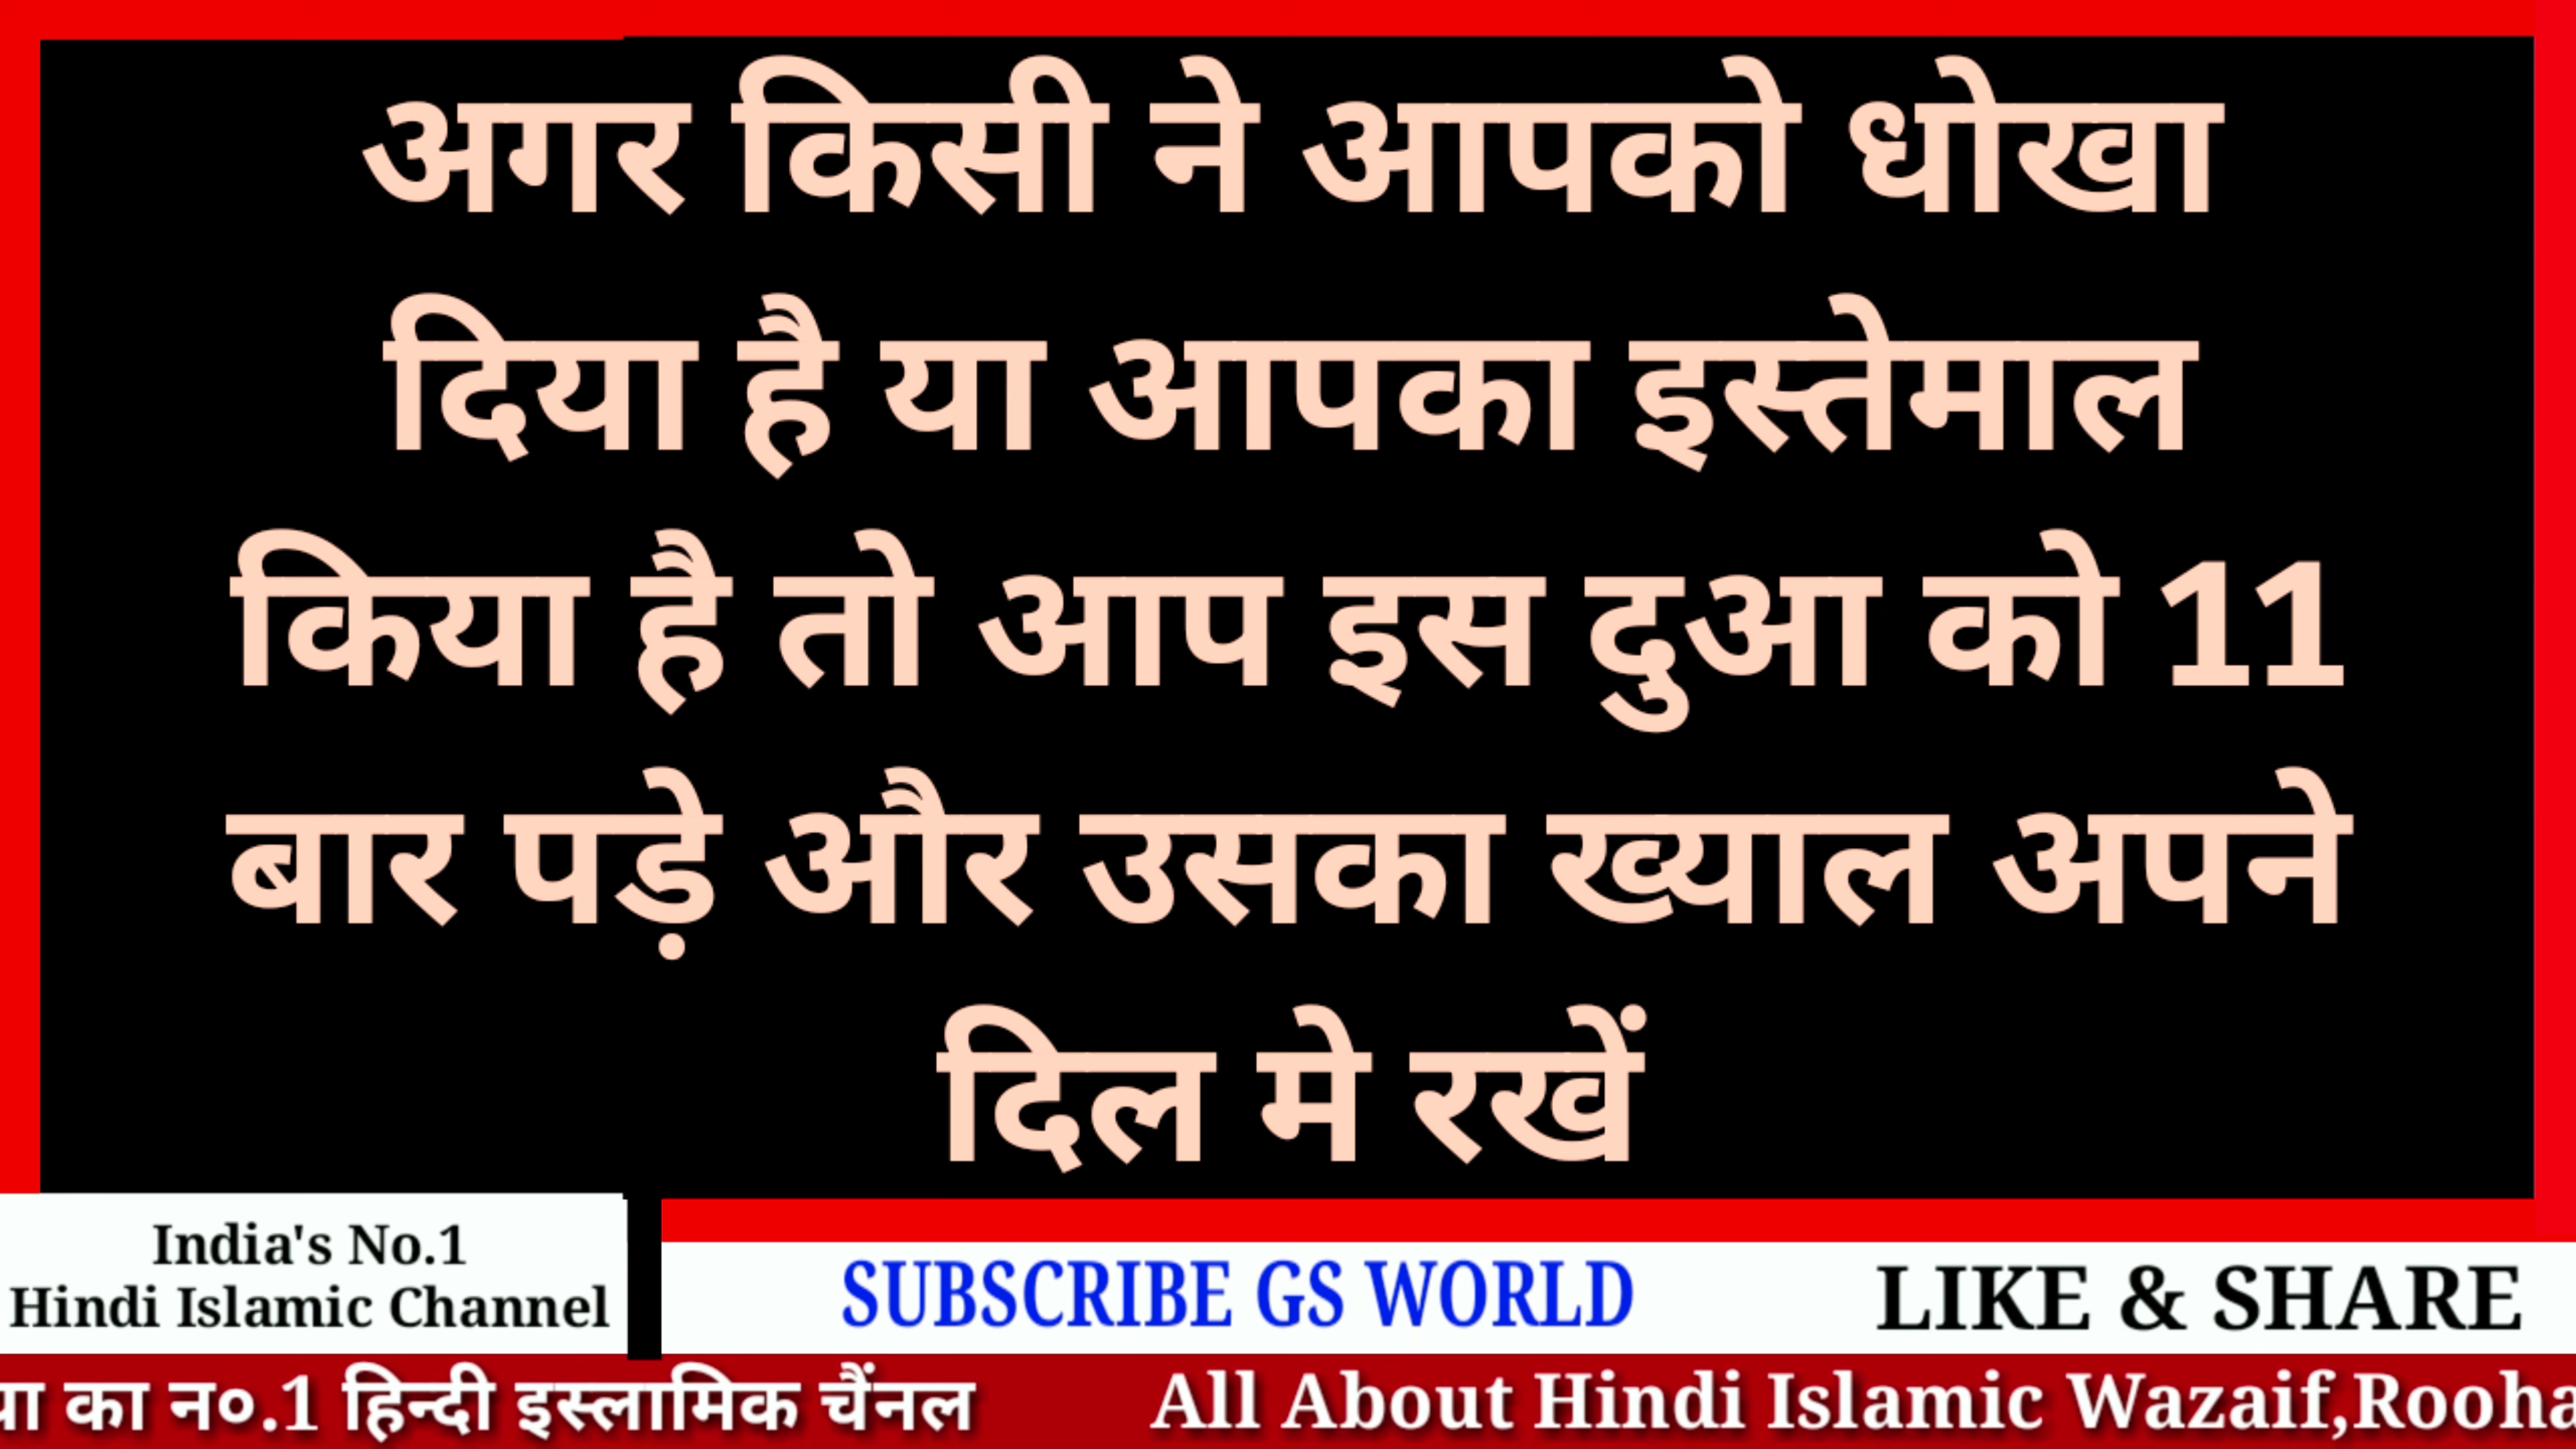 अगर किसी ने आपको धोखा
दिया है या आपका इस्तेमाल
किया है तो आप इस दुआ को 11
बार पड़े और उसका ख्याल अपने
दिल मे रखें
India's No.1
Hindi Islamic Channel
SUBSCRIBE GS WORLD
LIKE & SHARE
का न०.1 हिन्दी इस्लामिक चैंनल
All About Hindi Islamic Wazaif,